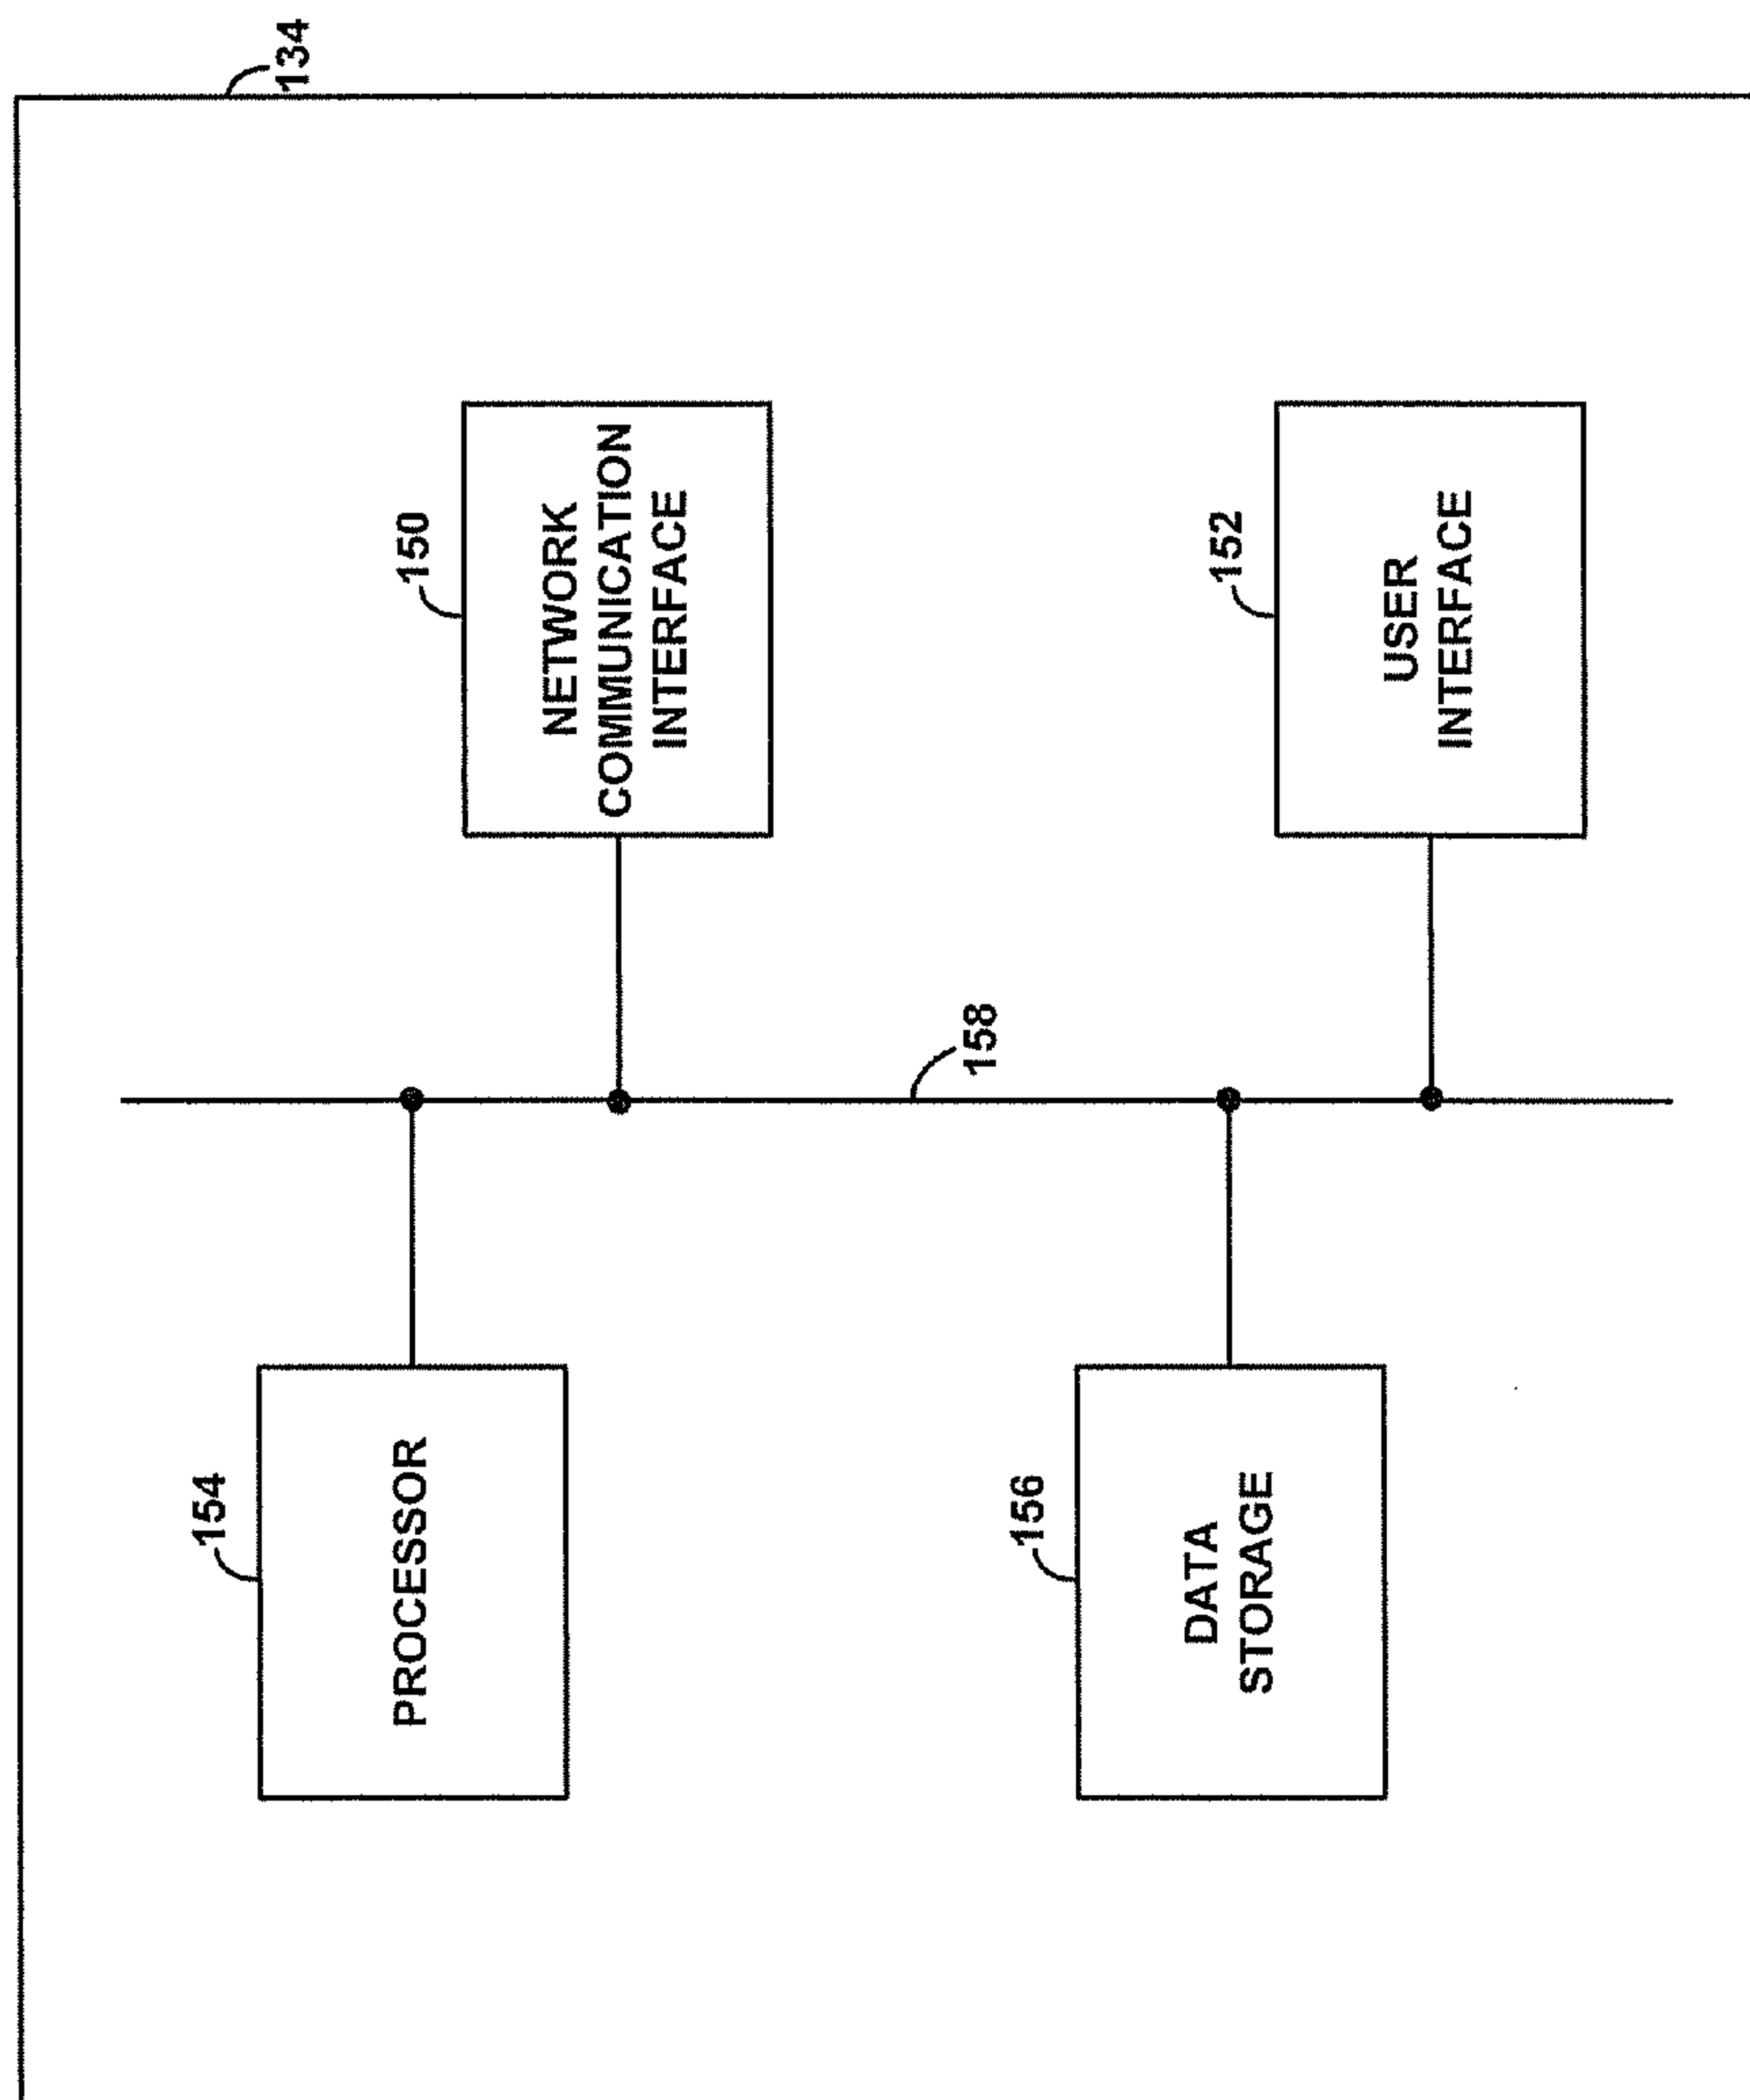 134
154
PROCESSOR
150
NETWORK
COMMUNICATION
INTERFACE
158
156
DATA
STORAGE
152
USER
INTERFACE